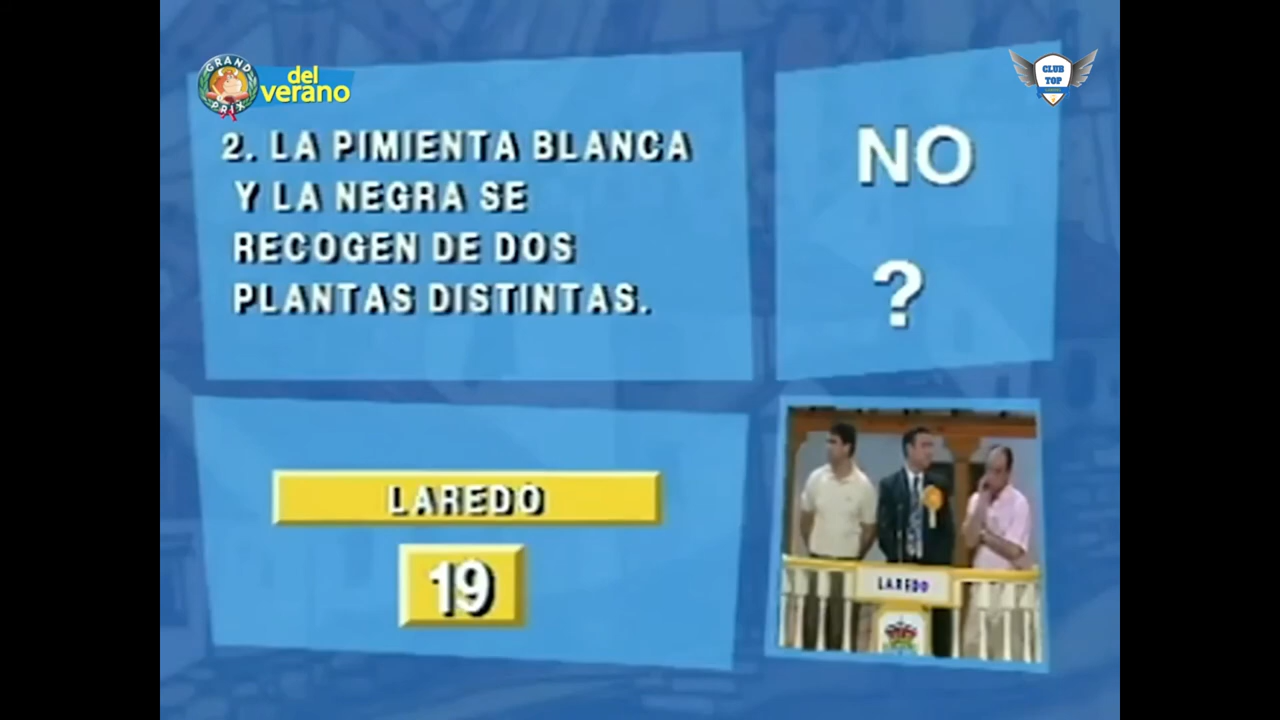 GRAND
PRIX
del
verano
CLUB
TOP
2. LA PIMIENTA BLANCA
Y LA NEGRA SE
RECOGEN DE DOS
PLANTAS DISTINTAS.
NO
?
LAREDO
19
LAREDO